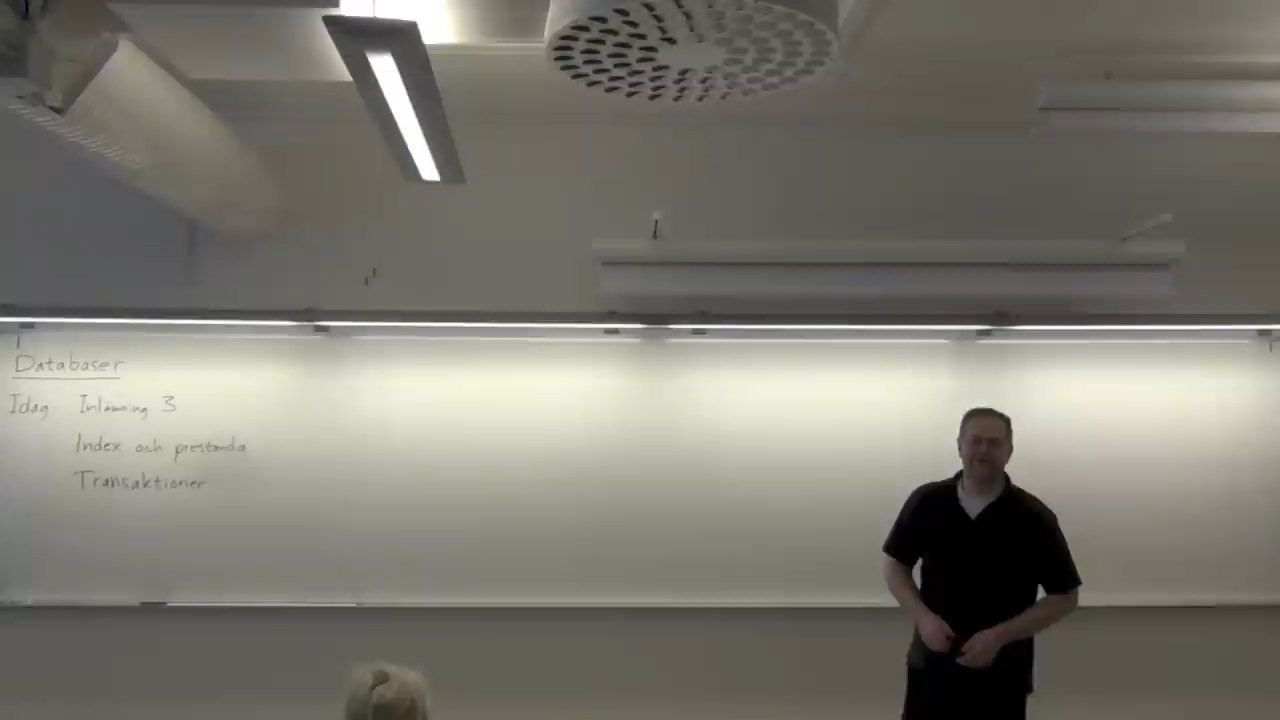 Databaser
Idag Inlämning 3
Index och prestanda
Transaktioner